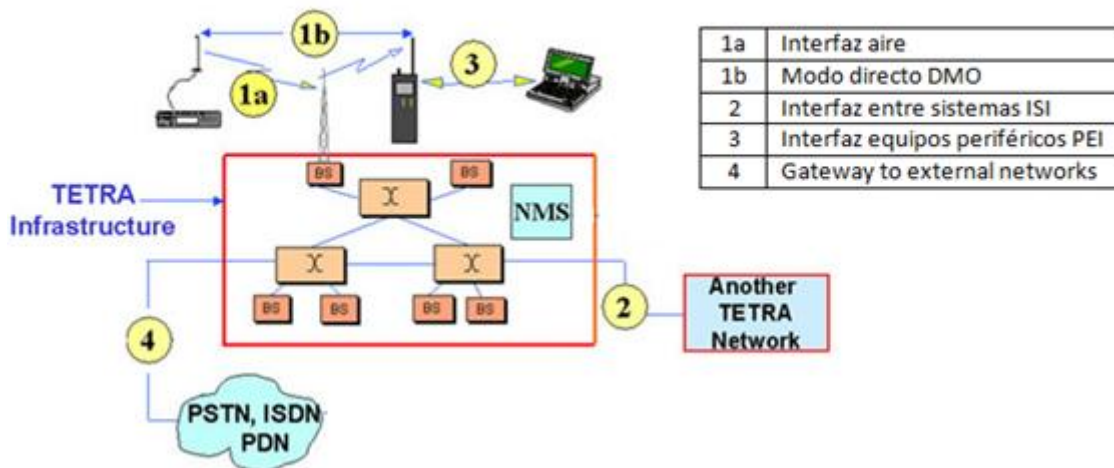 1b
1a
3
1a Interfaz aire
1b Modo directo DMO
2 Interfaz entre sistemas ISI
3 Interfaz equipos periféricos PEI
4 Gateway to external networks
TETRA
Infrastructure
BS
BS
NMS
BS
BS
BS
BS
2
Another
TETRA
Network
4
PSTN, ISDN
PDN